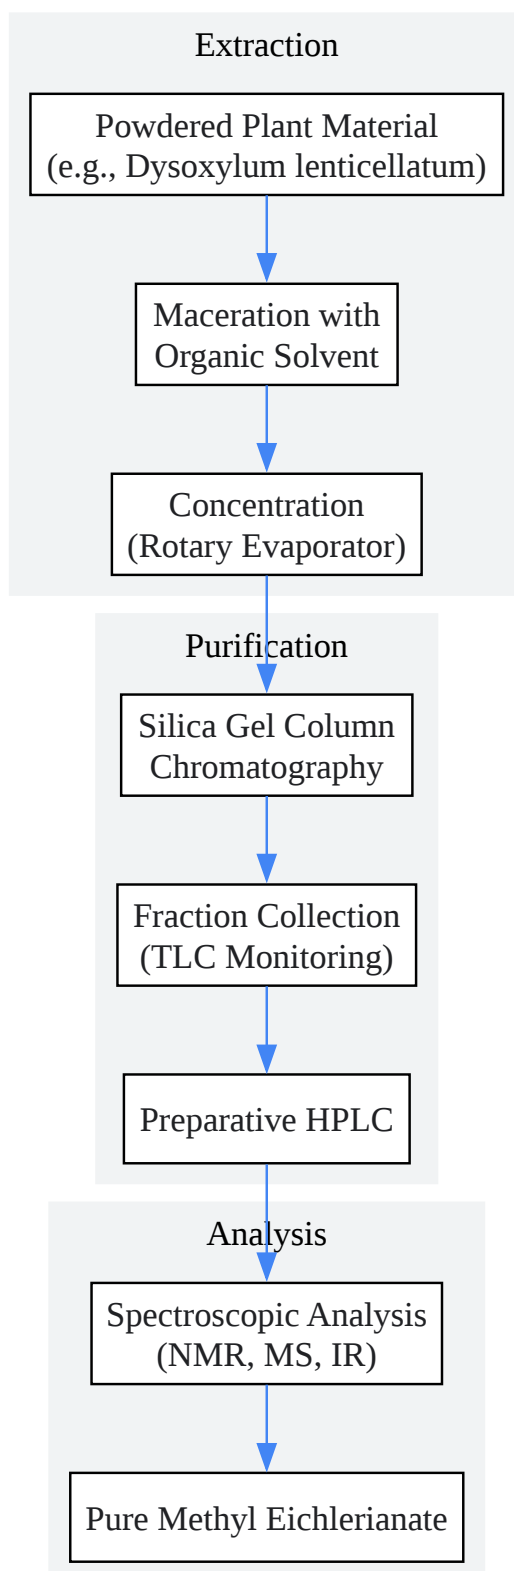 Extraction
Powdered Plant Material
(e.g., Dysoxylum lenticellatum)
Maceration with
Organic Solvent
Concentration
(Rotary Evaporator)
Purification
Silica Gel Column
Chromatography
Fraction Collection
(TLC Monitoring)
Preparative HPLC
Analysis
Spectroscopic Analysis
(NMR, MS, IR)
Pure Methyl Eichlerianate